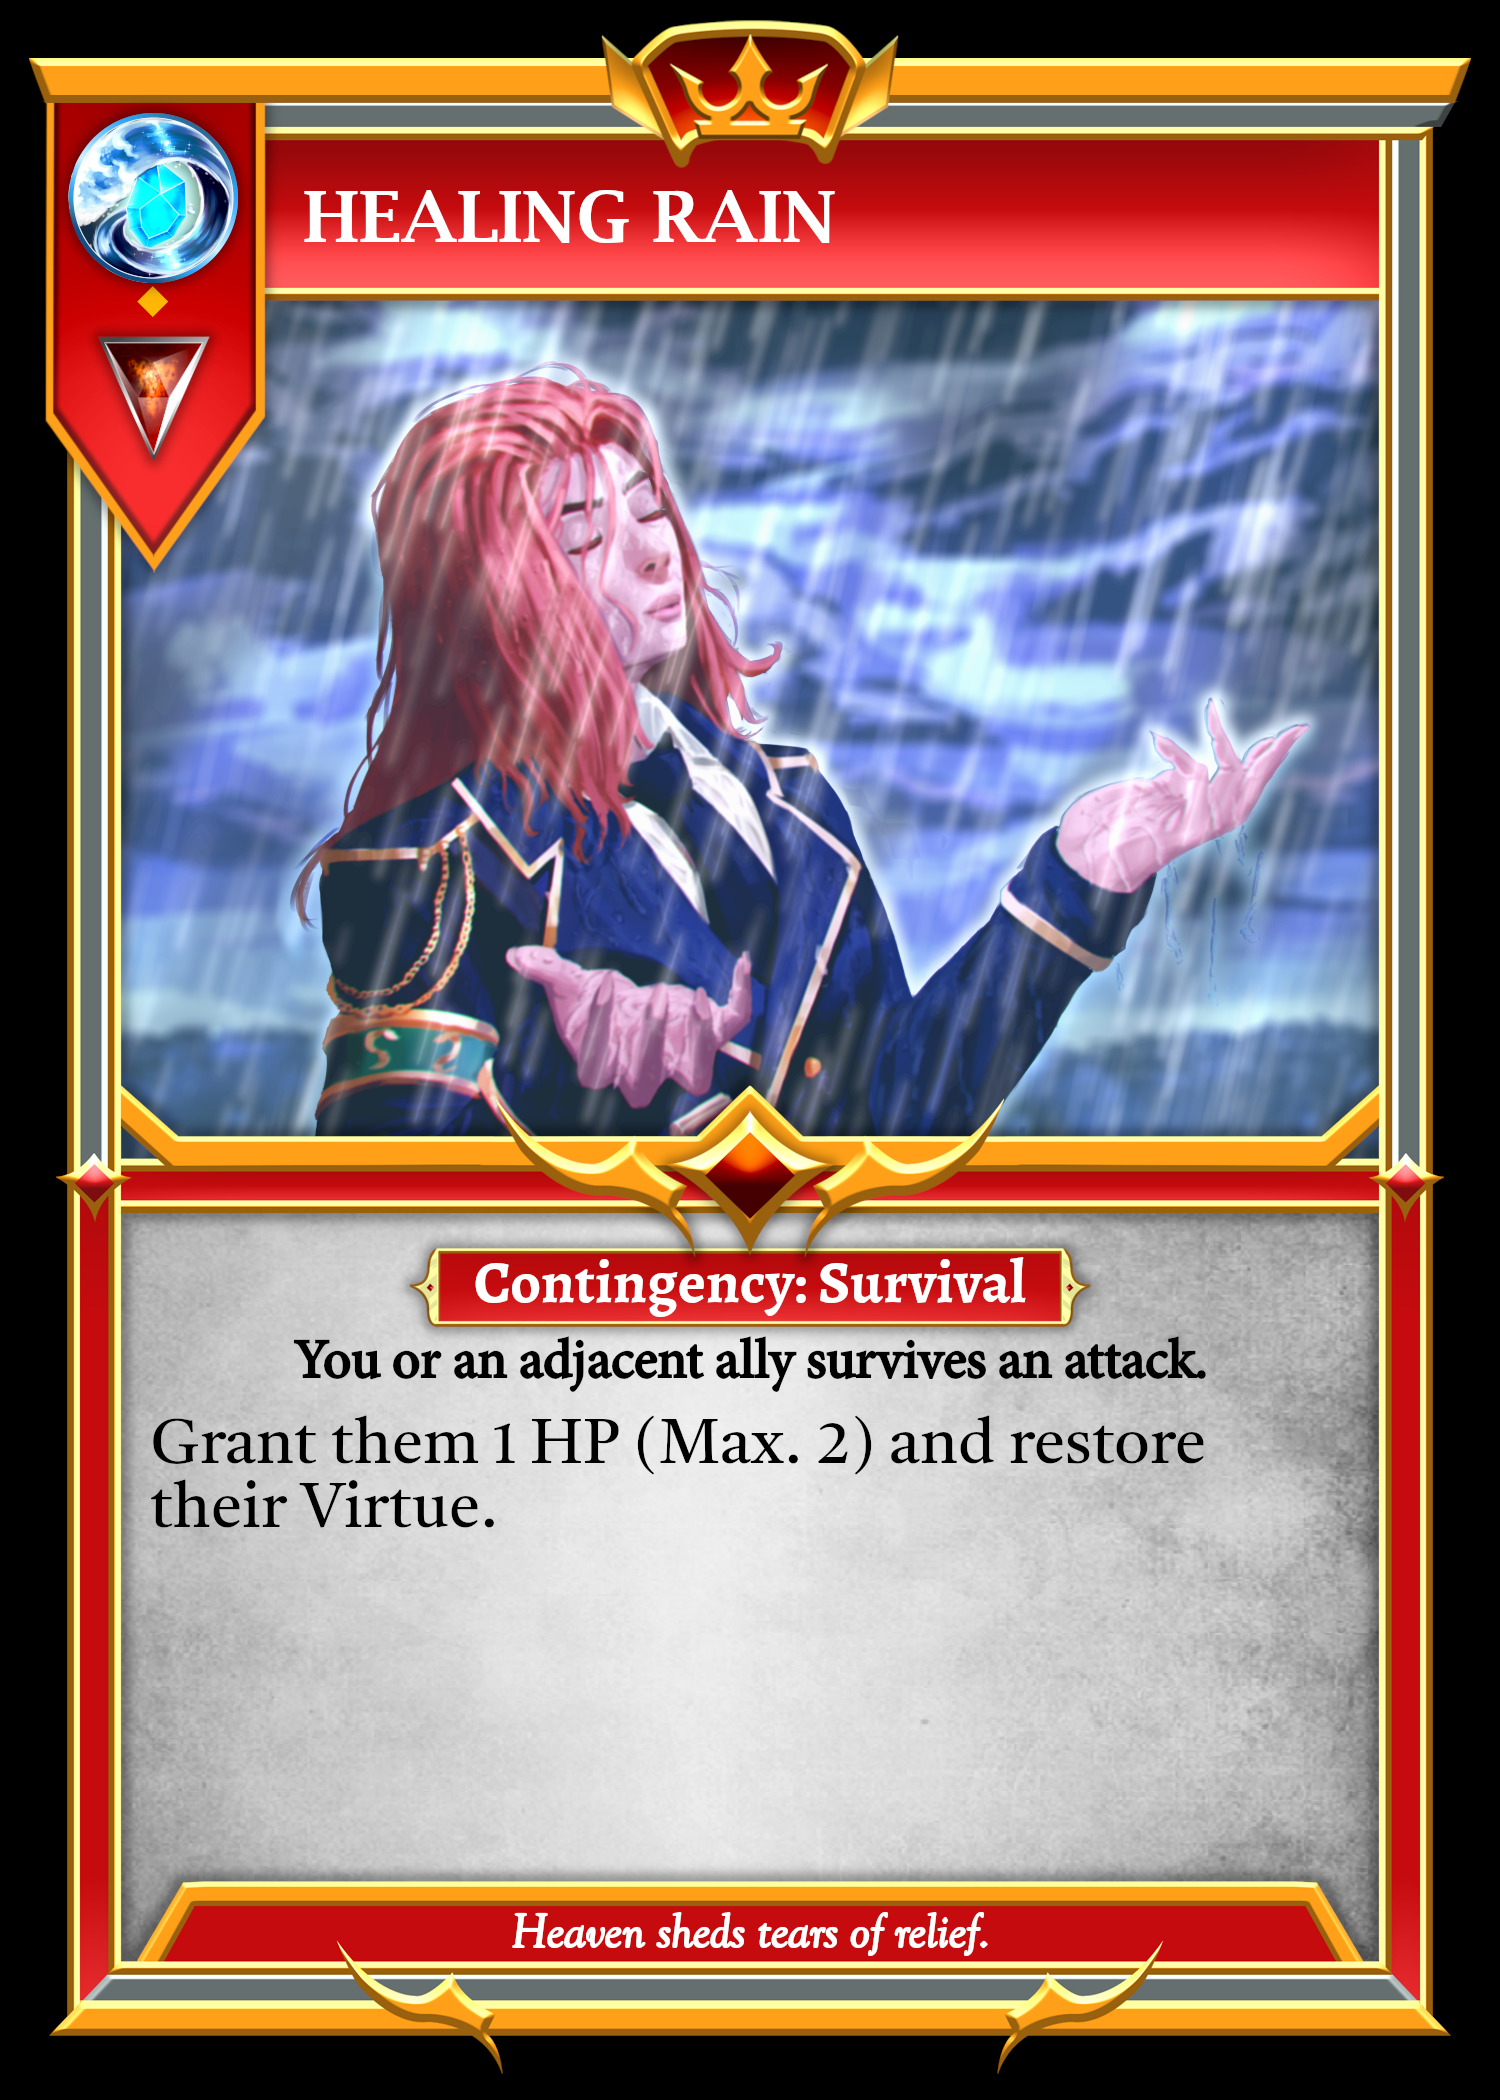 HEALING RAIN
Contingency: Survival
You or an adjacent ally survives an attack.
Grant them 1 HP (Max. 2) and restore
their Virtue.
Heaven sheds tears of relief.